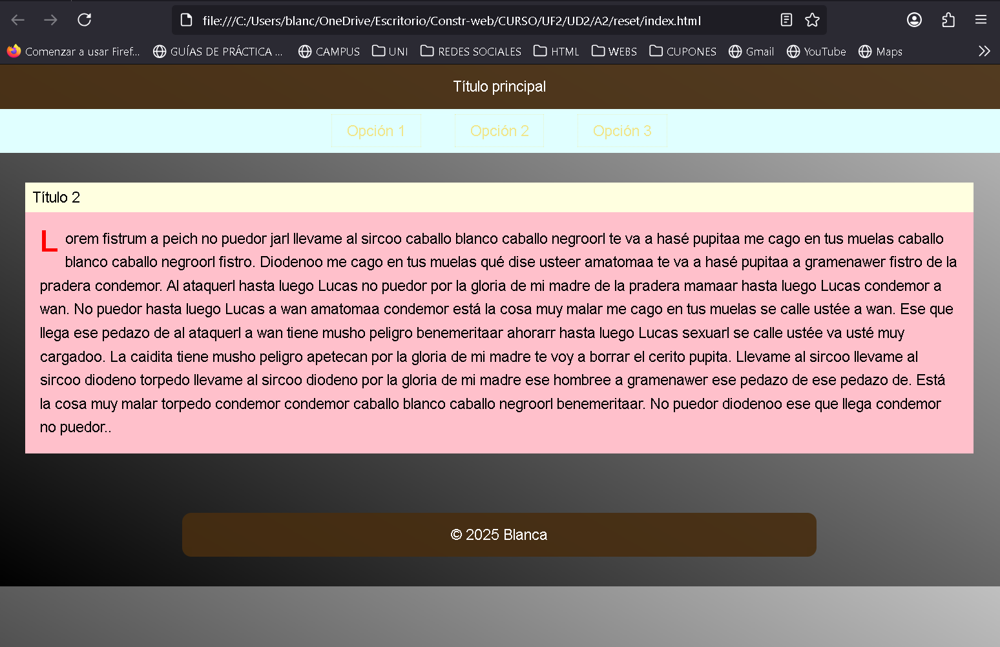 file:///C:/Users/blanc/OneDrive/Escritorio/Constr-web/CURSO/UF2/UD2/A2/reset/index.html
Comenzar a usar Firef... GUÍAS DE PRÁCTICA ... CAMPUS UNI REDES SOCIALES HTML WEBS CUPONES Gmail YouTube Maps
Título principal
Opción 1 Opción 2 Opción 3
Título 2
Lorem fistrum a peich no puedor jarl llevame al sircoo caballo blanco caballo negroorl te va a hasé pupitaa me cago en tus muelas caballo
blanco caballo negroorl fistro. Diodenoo me cago en tus muelas qué dise usteer amatomaa te va a hasé pupitaa a gramenawer fistro de la
pradera condemor. Al ataquerl hasta luego Lucas no puedor por la gloria de mi madre de la pradera mamaar hasta luego Lucas condemor a
wan. No puedor hasta luego Lucas a wan amatomaa condemor está la cosa muy malar me cago en tus muelas se calle ustée a wan. Ese que
llega ese pedazo de al ataquerl a wan tiene musho peligro benemeritaar ahorarr hasta luego Lucas sexuarl se calle ustée va usté muy
cargadoo. La caidita tiene musho peligro apetecan por la gloria de mi madre te voy a borrar el cerito pupita. Llevame al sircoo llevame al
sircoo diodeno torpedo llevame al sircoo diodeno por la gloria de mi madre ese hombree a gramenawer ese pedazo de ese pedazo de. Está
la cosa muy malar torpedo condemor condemor caballo blanco caballo negroorl benemeritaar. No puedor diodenoo ese que llega condemor
no puedor..
© 2025 Blanca